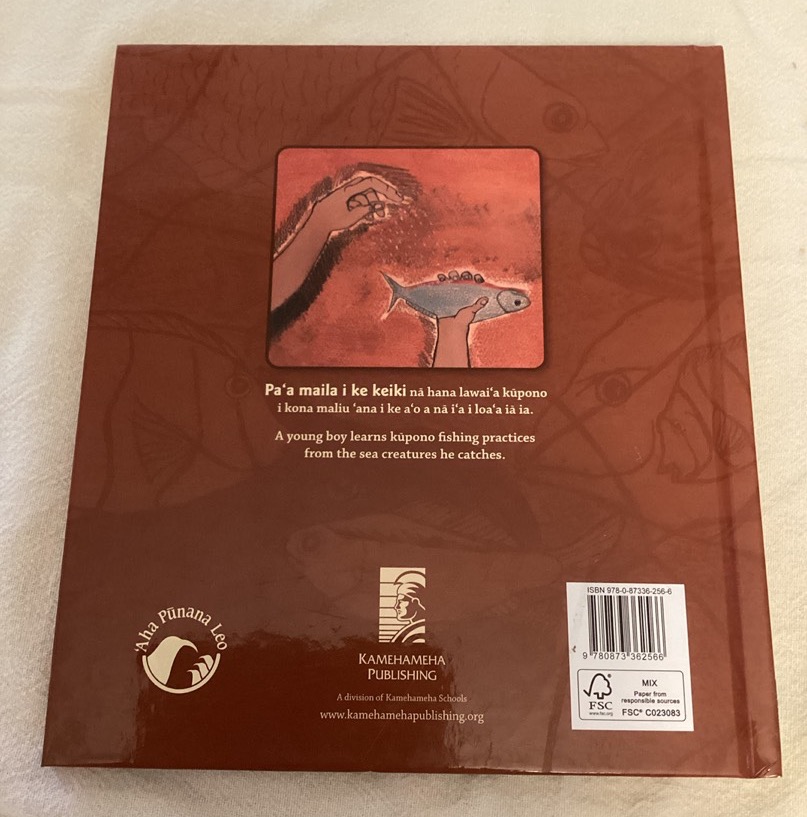 Paʻa maila i ke keiki nā hana lawaiʻa kūpono
i kona maliu ʻana i ke aʻo a nā iʻa i loaʻa iā ia.
A young boy learns kūpono fishing practices
from the sea creatures he catches.
ʻAha Pūnana Leo
KAMEHAMEHA
PUBLISHING
A division of Kamehameha Schools
www.kamehamehapublishing.org
ISBN 978-0-87336-256-6
9 780873 362566
FSC
www.fsc.org
MIX
Paper from
responsible sources
FSC® C023083